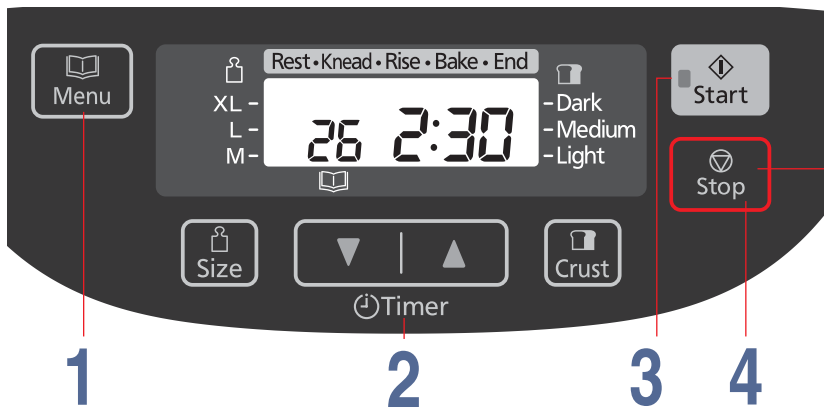 Menu
Rest • Knead • Rise • Bake • End
XL -
L -
M -
26 2:30
- Dark
- Medium
- Light
Start
Stop
Size
Crust
Timer
1
2
3
4